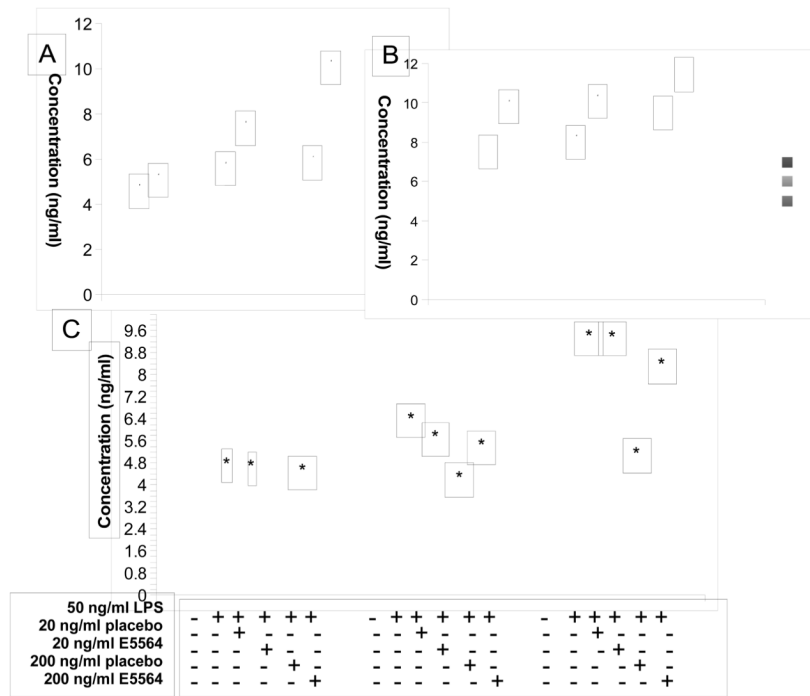 A
Concentration (ng/ml)
12
10
8
6
4
2
0
B
Concentration (ng/ml)
12
10
8
6
4
2
0
C
Concentration (ng/ml)
9.6
8.8
8
7.2
6.4
5.6
4.8
4
3.2
2.4
1.6
0.8
0
* * * * * * * * * * *
50 ng/ml LPS - + + + + + - + + + + + - + + + + +
20 ng/ml placebo - - + - - - - - + - - - - - + - - -
20 ng/ml E5564 - - - + - - - - - + - - - - - + - -
200 ng/ml placebo - - - - + - - - - - + - - - - - + -
200 ng/ml E5564 - - - - - + - - - - - + - - - - - +